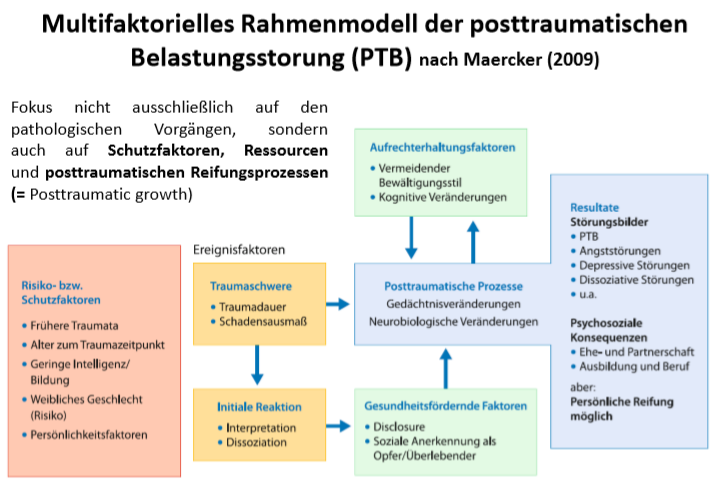 Multifaktorielles Rahmenmodell der posttraumatischen
Belastungsstorung (PTB) nach Maercker (2009)
Fokus nicht ausschließlich auf den
pathologischen Vorgängen, sondern
auch auf Schutzfaktoren, Ressourcen
und posttraumatischen Reifungsprozessen
(= Posttraumatic growth)
Risiko- bzw.
Schutzfaktoren
• Frühere Traumata
• Alter zum Traumazeitpunkt
• Geringe Intelligenz/
Bildung
• Weibliches Geschlecht
(Risiko)
• Persönlichkeitsfaktoren
Ereignisfaktoren
Traumaschwere
• Traumadauer
• Schadensausmaß
Initiale Reaktion
• Interpretation
• Dissoziation
Aufrechterhaltungsfaktoren
• Vermeidender
Bewältigungsstil
• Kognitive Veränderungen
Posttraumatische Prozesse
Gedächtnisveränderungen
Neurobiologische Veränderungen
Gesundheitsfördernde Faktoren
• Disclosure
• Soziale Anerkennung als
Opfer/Überlebender
Resultate
Störungsbilder
• PTB
• Angststörungen
• Depressive Störungen
• Dissoziative Störungen
• u.a.
Psychosoziale
Konsequenzen
• Ehe- und Partnerschaft
• Ausbildung und Beruf
aber:
Persönliche Reifung
möglich